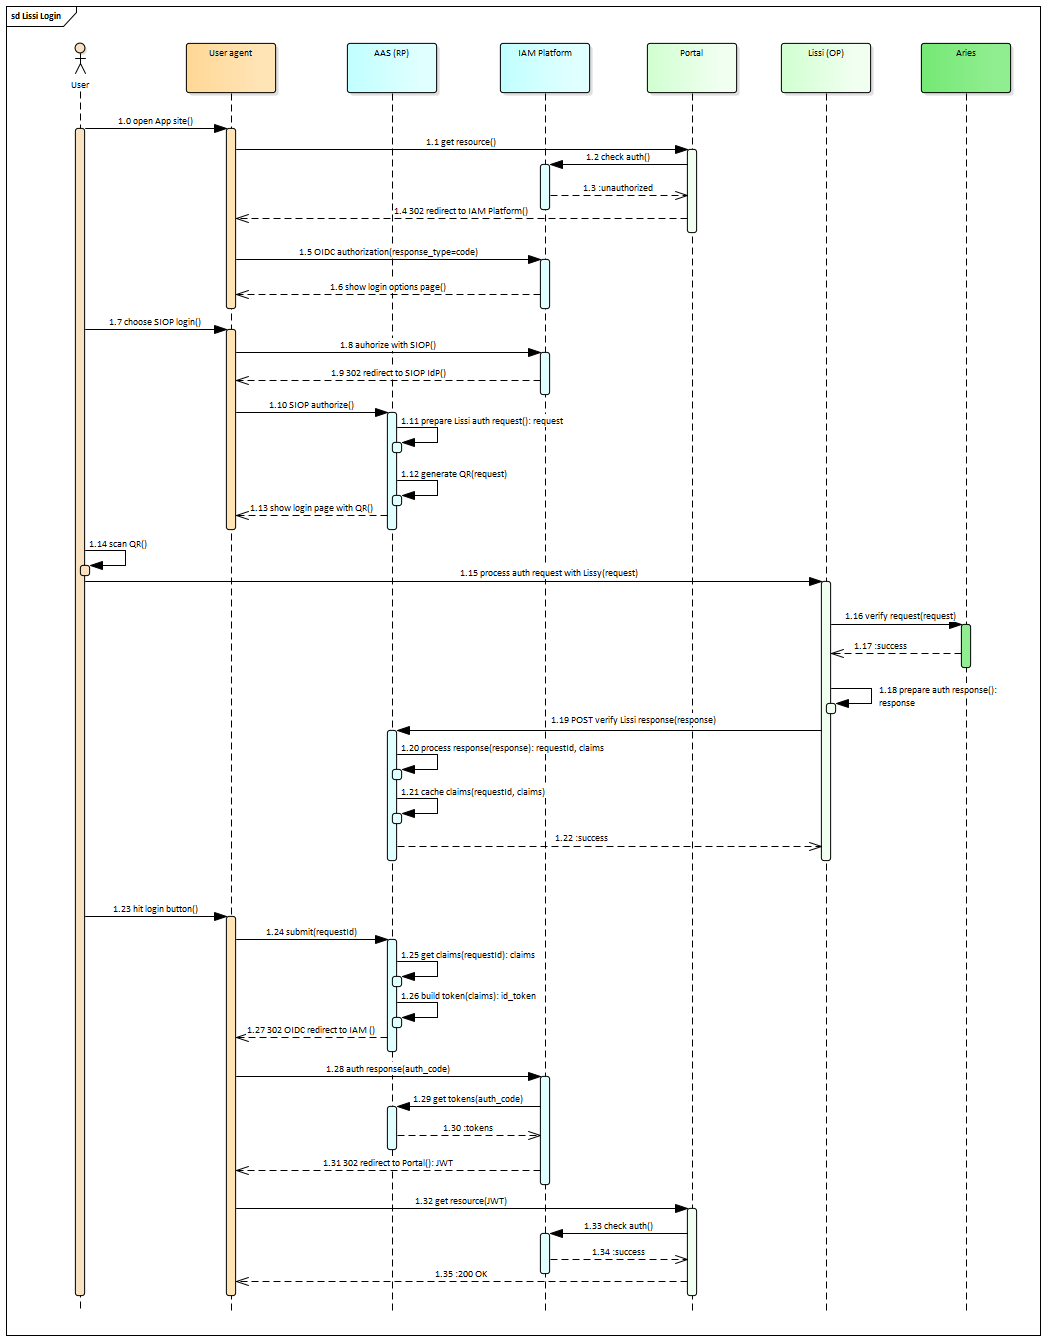 sd Lissi Login
User
User agent
AAS (RP)
IAM Platform
Portal
Lissi (OP)
Aries
1.0 open App site()
1.1 get resource()
1.2 check auth()
1.3 :unauthorized
1.4 302 redirect to IAM Platform()
1.5 OIDC authorization(response_type=code)
1.6 show login options page()
1.7 choose SIOP login()
1.8 auhorize with SIOP()
1.9 302 redirect to SIOP IdP()
1.10 SIOP authorize()
1.11 prepare Lissi auth request(): request
1.12 generate QR(request)
1.13 show login page with QR()
1.14 scan QR()
1.15 process auth request with Lissy(request)
1.16 verify request(request)
1.17 :success
1.18 prepare auth response():
response
1.19 POST verify Lissi response(response)
1.20 process response(response): requestId, claims
1.21 cache claims(requestId, claims)
1.22 :success
1.23 hit login button()
1.24 submit(requestId)
1.25 get claims(requestId): claims
1.26 build token(claims): id_token
1.27 302 OIDC redirect to IAM ()
1.28 auth response(auth_code)
1.29 get tokens(auth_code)
1.30 :tokens
1.31 302 redirect to Portal(): JWT
1.32 get resource(JWT)
1.33 check auth()
1.34 :success
1.35 :200 OK